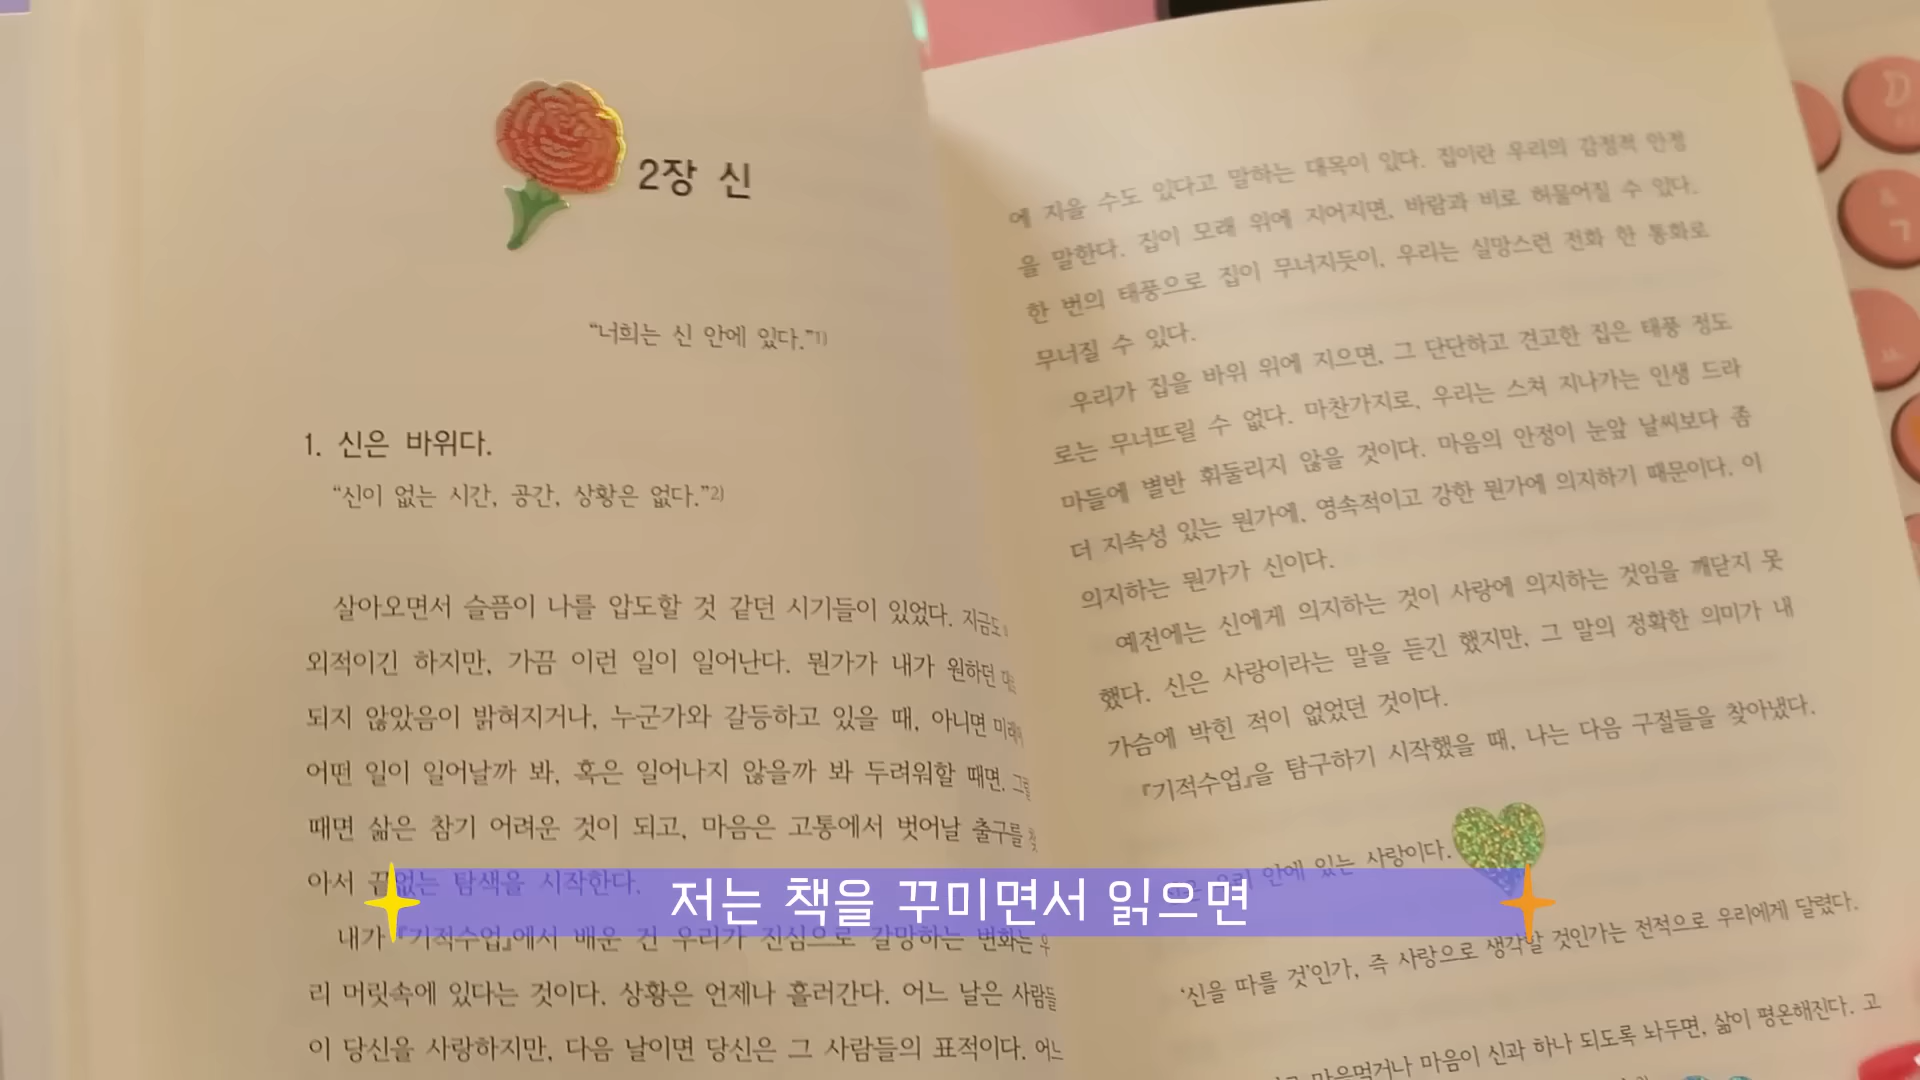 2장 신
“너희는 신 안에 있다.”1)
1. 신은 바위다.
“신이 없는 시간, 공간, 상황은 없다.”2)
살아오면서 슬픔이 나를 압도할 것 같던 시기들이 있었다. 지금도
외적이긴 하지만, 가끔 이런 일이 일어난다. 뭔가가 내가 원하던
되지 않았음이 밝혀지거나, 누군가와 갈등하고 있을 때, 아니면
어떤 일이 일어날까 봐, 혹은 일어나지 않을까 봐 두려워할 때면,
때면 삶은 참기 어려운 것이 되고, 마음은 고통에서 벗어날 출구를
아서 끝없는 탐색을 시작한다.
내가 『기적수업』에서 배운 건 우리가 진심으로 갈망하는 변화는 우
리 머릿속에 있다는 것이다. 상황은 언제나 흘러간다. 어느 날은 사람들
이 당신을 사랑하지만, 다음 날이면 당신은 그 사람들의 표적이다. 어느
에 지을 수도 있다고 말하는 대목이 있다. 집이란 우리의 감정적 안정
을 말한다. 집이 모래 위에 지어지면, 바람과 비로 허물어질 수 있다.
한 번의 태풍으로 집이 무너지듯이, 우리는 실망스런 전화 한 통화로
무너질 수 있다.
우리가 집을 바위 위에 지으면, 그 단단하고 견고한 집은 태풍 정도
로는 무너뜨릴 수 없다. 마찬가지로, 우리는 스쳐 지나가는 인생 드라
마들에 별반 휘둘리지 않을 것이다. 마음의 안정이 눈앞 날씨보다 좀
더 지속성 있는 뭔가에, 영속적이고 강한 뭔가에 의지하기 때문이다. 이
의지하는 뭔가가 신이다.
예전에는 신에게 의지하는 것이 사랑에 의지하는 것임을 깨닫지 못
했다. 신은 사랑이라는 말을 듣긴 했지만, 그 말의 정확한 의미가 내
가슴에 박힌 적이 없었던 것이다.
『기적수업』을 탐구하기 시작했을 때, 나는 다음 구절들을 찾아냈다.
우리 안에 있는 사랑이다.
‘신을 따를 것’인가, 즉 사랑으로 생각할 것인가는 전적으로 우리에게 달렸다.
마음먹거나 마음이 신과 하나 되도록 놔두면, 삶이 평온해진다. 고
저는 책을 꾸미면서 읽으면
D
ㄱ